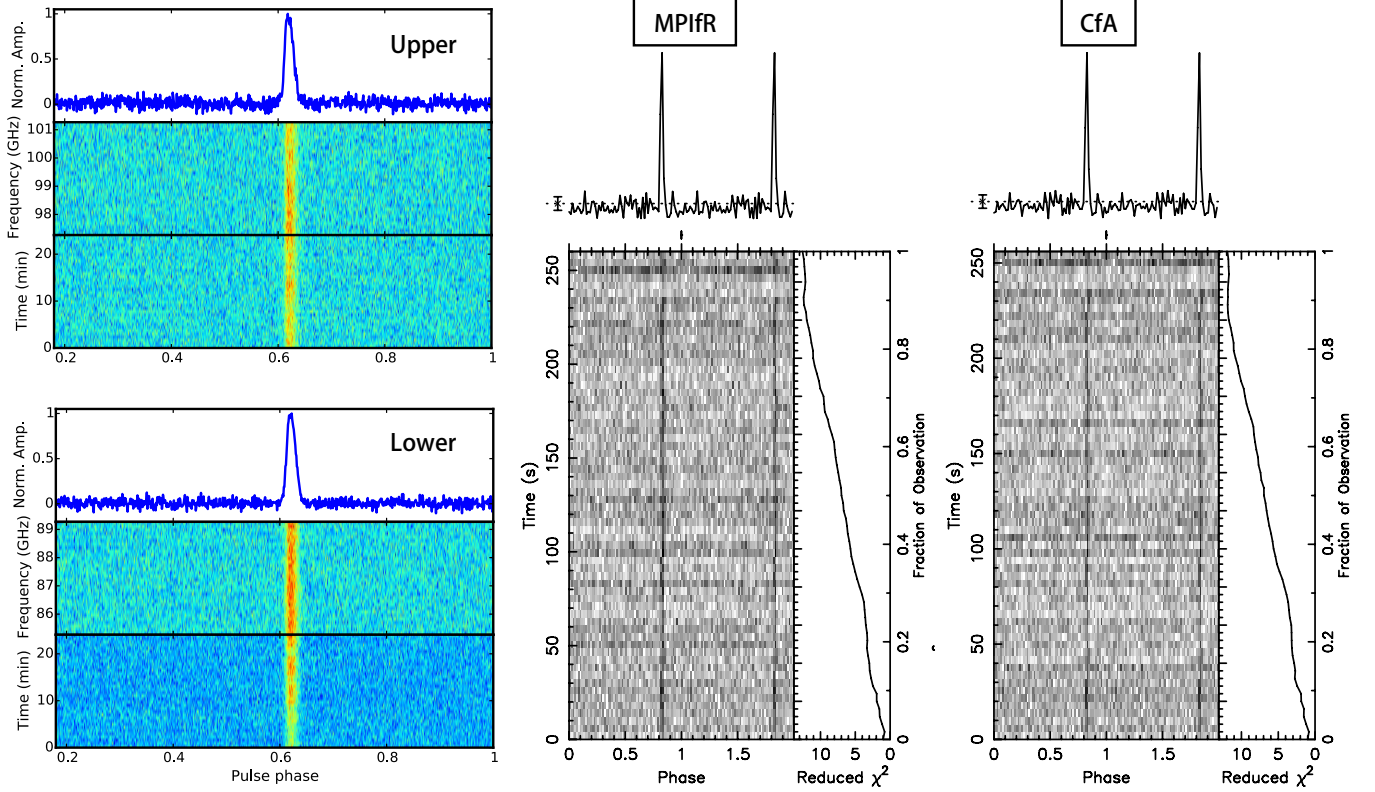 Upper
Norm. Amp.
1
0.5
0
Frequency (GHz)
101
100
99
98
Time (min)
20
10
0
0.2 0.4 0.6 0.8 1
Lower
Norm. Amp.
1
0.5
0
Frequency (GHz)
89
88
87
86
Time (min)
20
10
0
0.2 0.4 0.6 0.8 1
Pulse phase
MPIfR
Time (s)
250
200
150
100
50
0
0 0.5 1 1.5
Phase
10 5 0
Reduced χ²
Fraction of Observation
1
0.8
0.6
0.4
0.2
0
CfA
Time (s)
250
200
150
100
50
0
0 0.5 1 1.5
Phase
10 5 0
Reduced χ²
Fraction of Observation
1
0.8
0.6
0.4
0.2
0